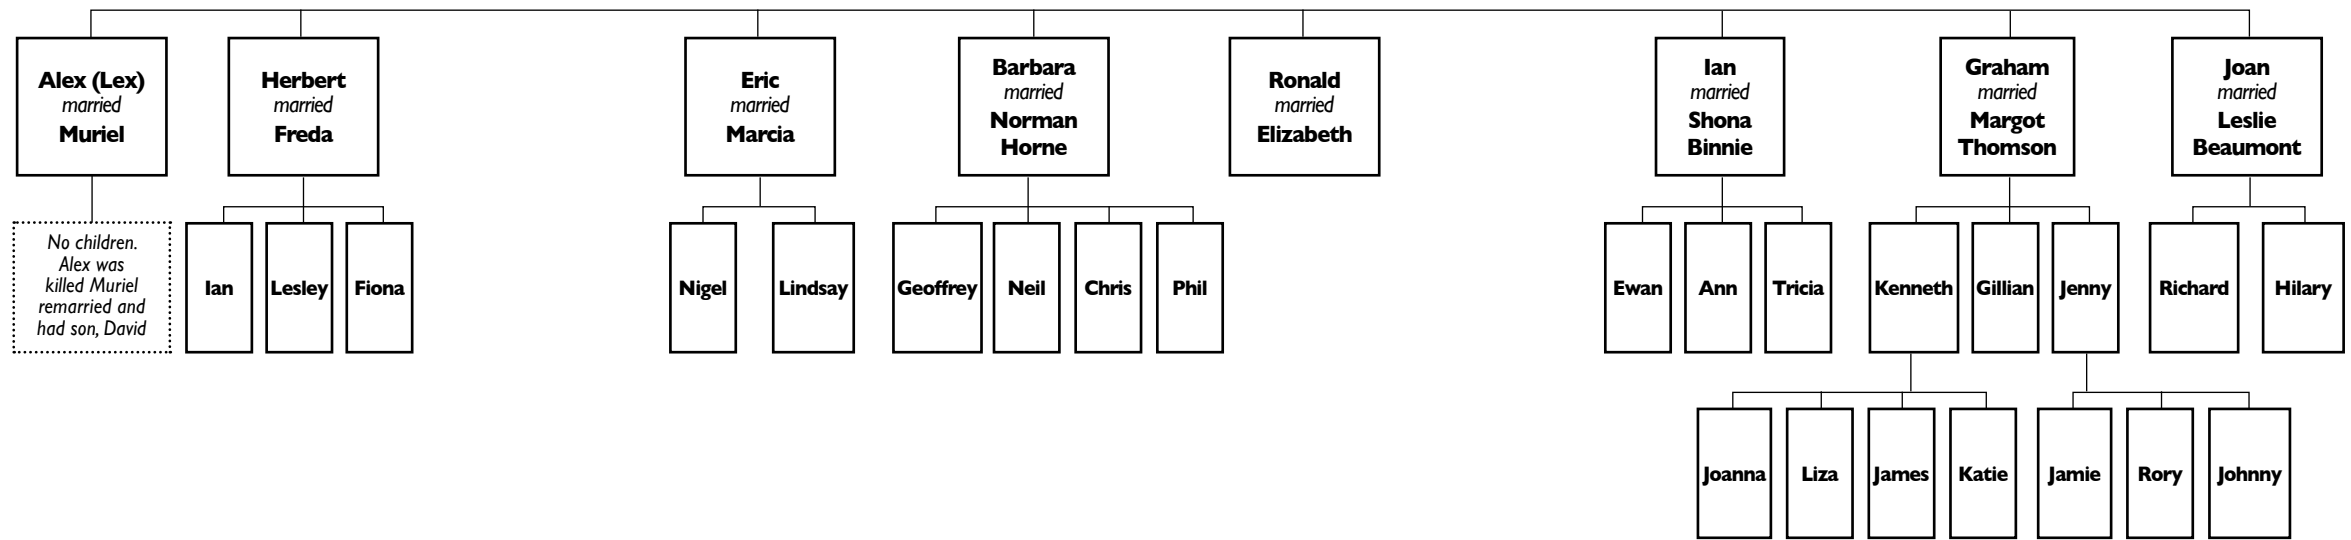 Alex (Lex)
married
Muriel
Herbert
married
Freda
Eric
married
Marcia
Barbara
married
Norman
Horne
Ronald
married
Elizabeth
Ian
married
Shona
Binnie
Graham
married
Margot
Thomson
Joan
married
Leslie
Beaumont
No children.
Alex was
killed Muriel
remarried and
had son, David
Ian
Lesley
Fiona
Nigel
Lindsay
Geoffrey
Neil
Chris
Phil
Ewan
Ann
Tricia
Kenneth
Gillian
Jenny
Richard
Hilary
Joanna
Liza
James
Katie
Jamie
Rory
Johnny